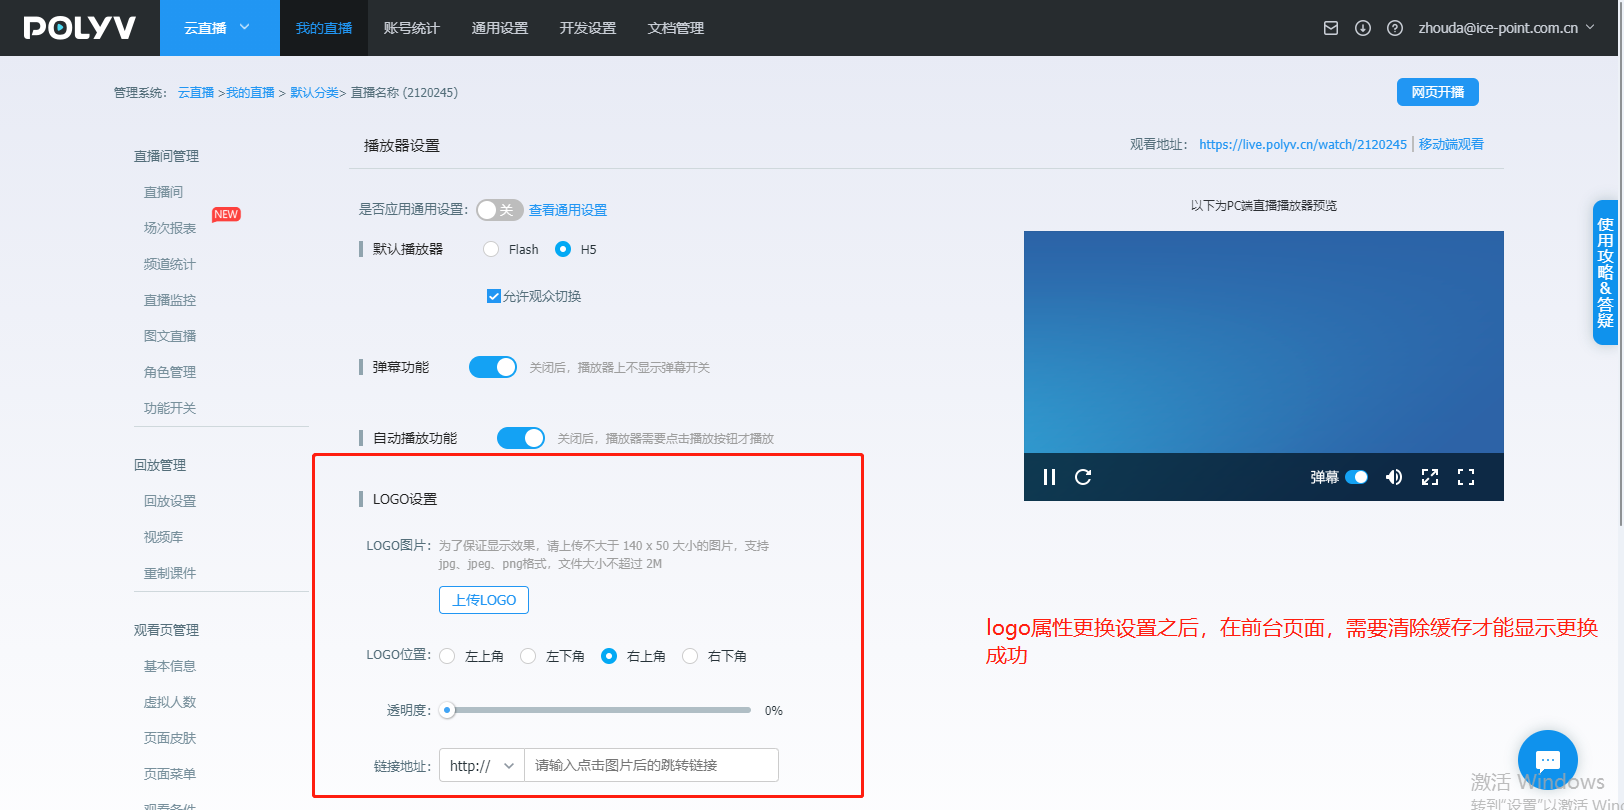 POLYV
云直播
我的直播
账号统计
通用设置
开发设置
文档管理
zhouda@ice-point.com.cn
管理系统： 云直播 >我的直播 > 默认分类> 直播名称 (2120245)
网页开播
直播间管理
直播间
场次报表
NEW
频道统计
直播监控
图文直播
角色管理
功能开关
回放管理
回放设置
视频库
重制课件
观看页管理
基本信息
虚拟人数
页面皮肤
页面菜单
观看条件
播放器设置
观看地址： https://live.polyv.cn/watch/2120245 | 移动端观看
是否应用通用设置： 关 查看通用设置
默认播放器 Flash H5
允许观众切换
弹幕功能 关闭后，播放器上不显示弹幕开关
自动播放功能 关闭后，播放器需要点击播放按钮才播放
LOGO设置
LOGO图片： 为了保证显示效果，请上传不大于 140 x 50 大小的图片，支持
jpg、jpeg、png格式，文件大小不超过 2M
上传LOGO
LOGO位置： 左上角 左下角 右上角 右下角
透明度： 0%
链接地址： http:// 请输入点击图片后的跳转链接
以下为PC端直播播放器预览
弹幕
使用攻略&答疑
logo属性更换设置之后，在前台页面，需要清除缓存才能显示更换
成功
激活 Windows
转到"设置"以激活 Win